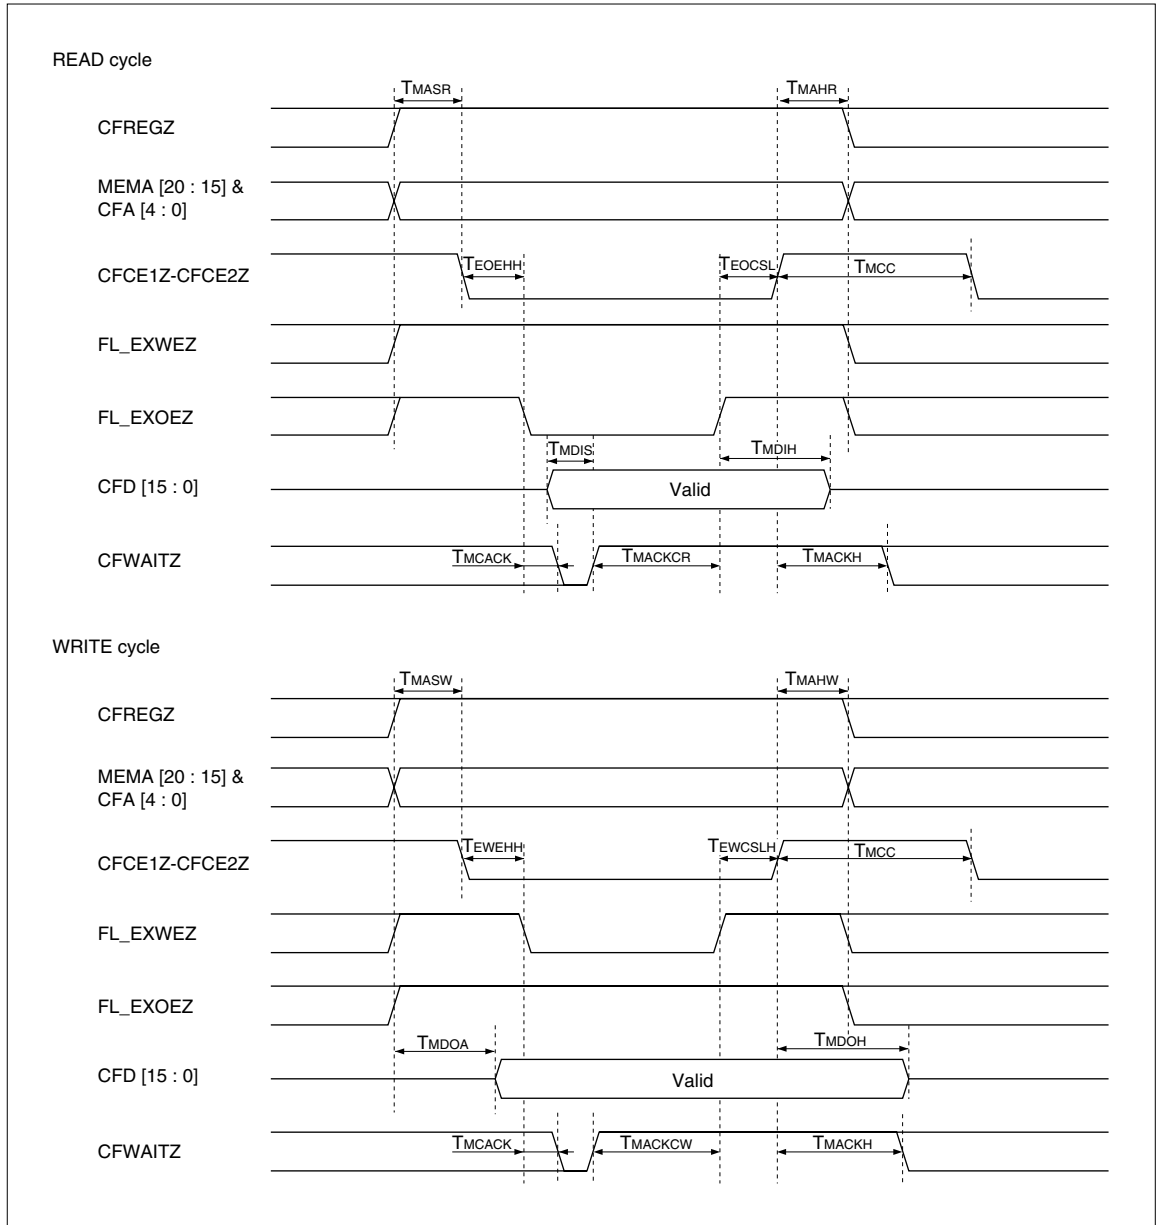 READ cycle
TMASR
TMAHR
CFREGZ
MEMA [20 : 15] &
CFA [4 : 0]
TEOEHH
TEOCSL
TMCC
CFCE1Z-CFCE2Z
FL_EXWEZ
FL_EXOEZ
TMDIS
TMDIH
CFD [15 : 0]
Valid
CFWAITZ
TMCACK
TMACKCR
TMACKH
WRITE cycle
TMASW
TMAHW
CFREGZ
MEMA [20 : 15] &
CFA [4 : 0]
TEWEHH
TEWCSLH
TMCC
CFCE1Z-CFCE2Z
FL_EXWEZ
FL_EXOEZ
TMDOA
TMDOH
CFD [15 : 0]
Valid
CFWAITZ
TMCACK
TMACKCW
TMACKH